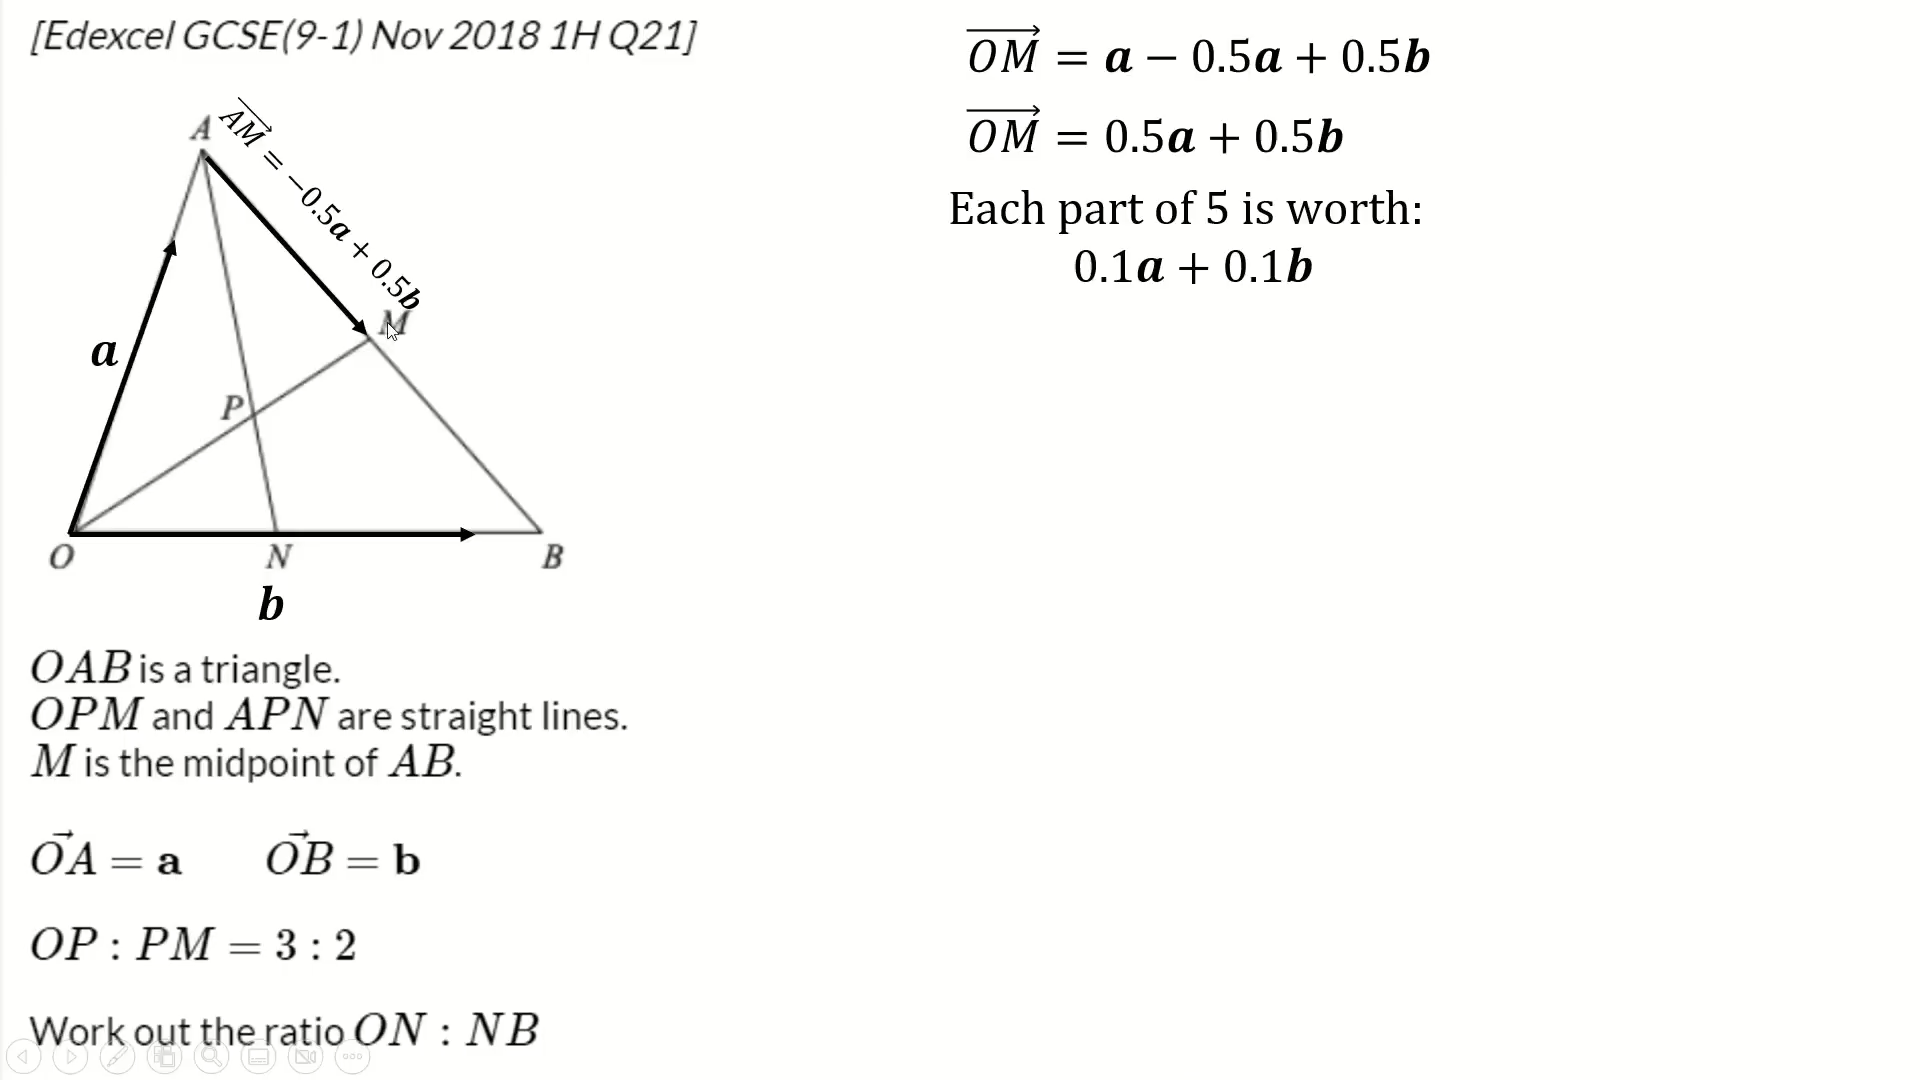 [Edexcel GCSE(9-1) Nov 2018 1H Q21]
A
AM = −0.5a + 0.5b
M
a
P
O
N
B
b
OAB is a triangle.
OPM and APN are straight lines.
M is the midpoint of AB.
OA = a OB = b
OP : PM = 3 : 2
Work out the ratio ON : NB
OM = a − 0.5a + 0.5b
OM = 0.5a + 0.5b
Each part of 5 is worth:
0.1a + 0.1b